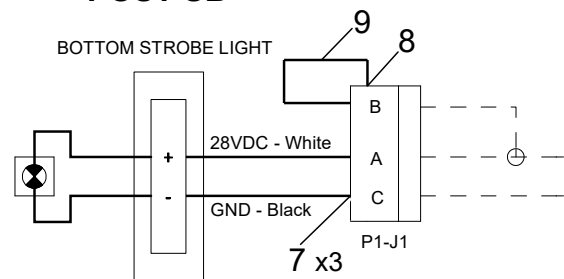 9
8
BOTTOM STROBE LIGHT
B
28VDC - White
+
A
-
C
GND - Black
P1-J1
7 x3